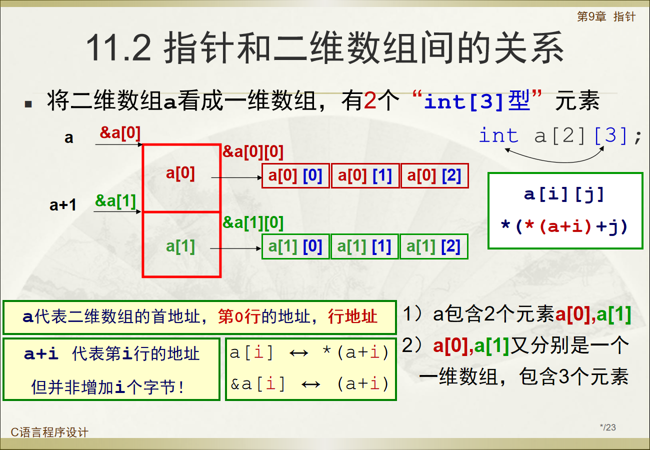 第9章 指针
11.2 指针和二维数组间的关系
将二维数组a看成一维数组，有2个“int[3]型”元素
int a[2][3];
a
&a[0]
&a[0][0]
a[0]
a[0] [0] a[0] [1] a[0] [2]
a+1
&a[1]
&a[1][0]
a[1]
a[1] [0] a[1] [1] a[1] [2]
a[i][j]
*(*(a+i)+j)
a代表二维数组的首地址，第0行的地址，行地址
a+i 代表第i行的地址
但并非增加i个字节！
a[i] ↔ *(a+i)
&a[i] ↔ (a+i)
1）a包含2个元素a[0],a[1]
2）a[0],a[1]又分别是一个
一维数组，包含3个元素
C语言程序设计
*/23